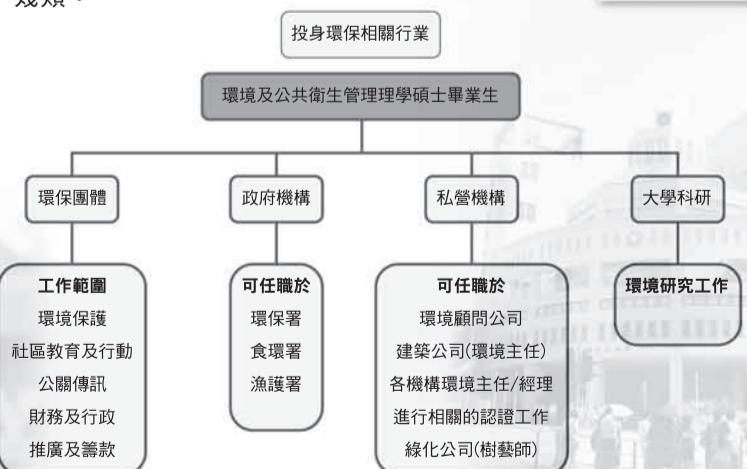 投身環保相關行業
環境及公共衛生管理理學碩士畢業生
環保團體
政府機構
私營機構
大學科研
工作範圍
環境保護
社區教育及行動
公關傳訊
財務及行政
推廣及籌款
可任職於
環保署
食環署
漁護署
可任職於
環境顧問公司
建築公司(環境主任)
各機構環境主任/經理
進行相關的認證工作
綠化公司(樹藝師)
環境研究工作